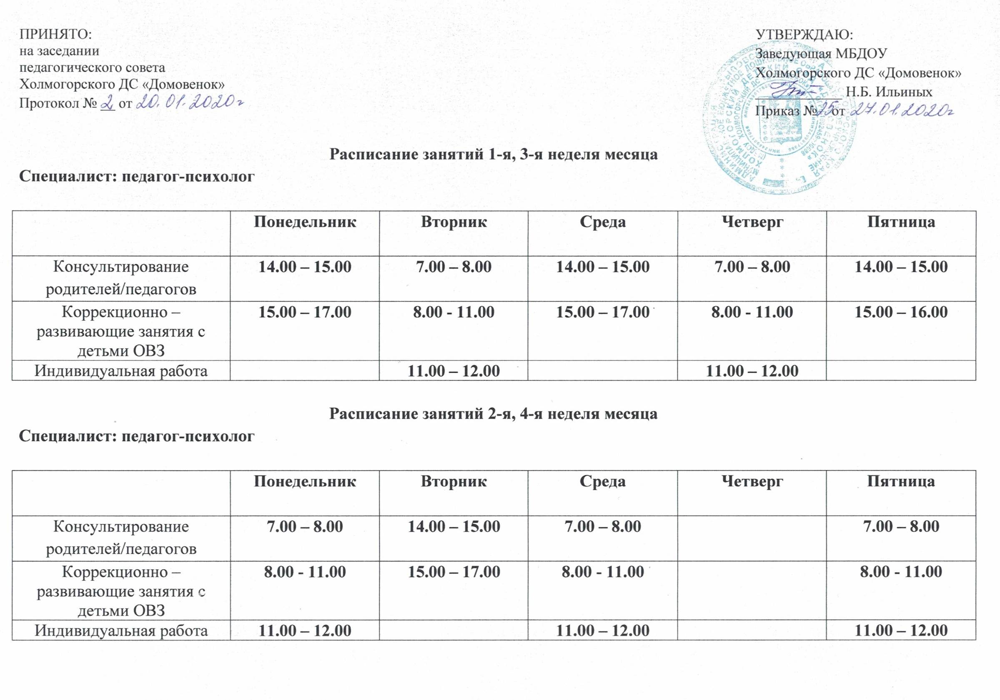 ПРИНЯТО:
на заседании
педагогического совета
Холмогорского ДС «Домовенок»
Протокол № 2 от 20.01.2020г
УТВЕРЖДАЮ:
Заведующая МБДОУ
Холмогорского ДС «Домовенок»
Н.Б. Ильиных
Приказ № 25 от 27.01.2020г
Расписание занятий 1-я, 3-я неделя месяца
Специалист: педагог-психолог
Понедельник Вторник Среда Четверг Пятница
Консультирование 14.00 – 15.00 7.00 – 8.00 14.00 – 15.00 7.00 – 8.00 14.00 – 15.00
родителей/педагогов
Коррекционно – 15.00 – 17.00 8.00 - 11.00 15.00 – 17.00 8.00 - 11.00 15.00 – 16.00
развивающие занятия с
детьми ОВЗ
Индивидуальная работа 11.00 – 12.00 11.00 – 12.00
Расписание занятий 2-я, 4-я неделя месяца
Специалист: педагог-психолог
Понедельник Вторник Среда Четверг Пятница
Консультирование 7.00 – 8.00 14.00 – 15.00 7.00 – 8.00 7.00 – 8.00
родителей/педагогов
Коррекционно – 8.00 - 11.00 15.00 – 17.00 8.00 - 11.00 8.00 - 11.00
развивающие занятия с
детьми ОВЗ
Индивидуальная работа 11.00 – 12.00 11.00 – 12.00 11.00 – 12.00